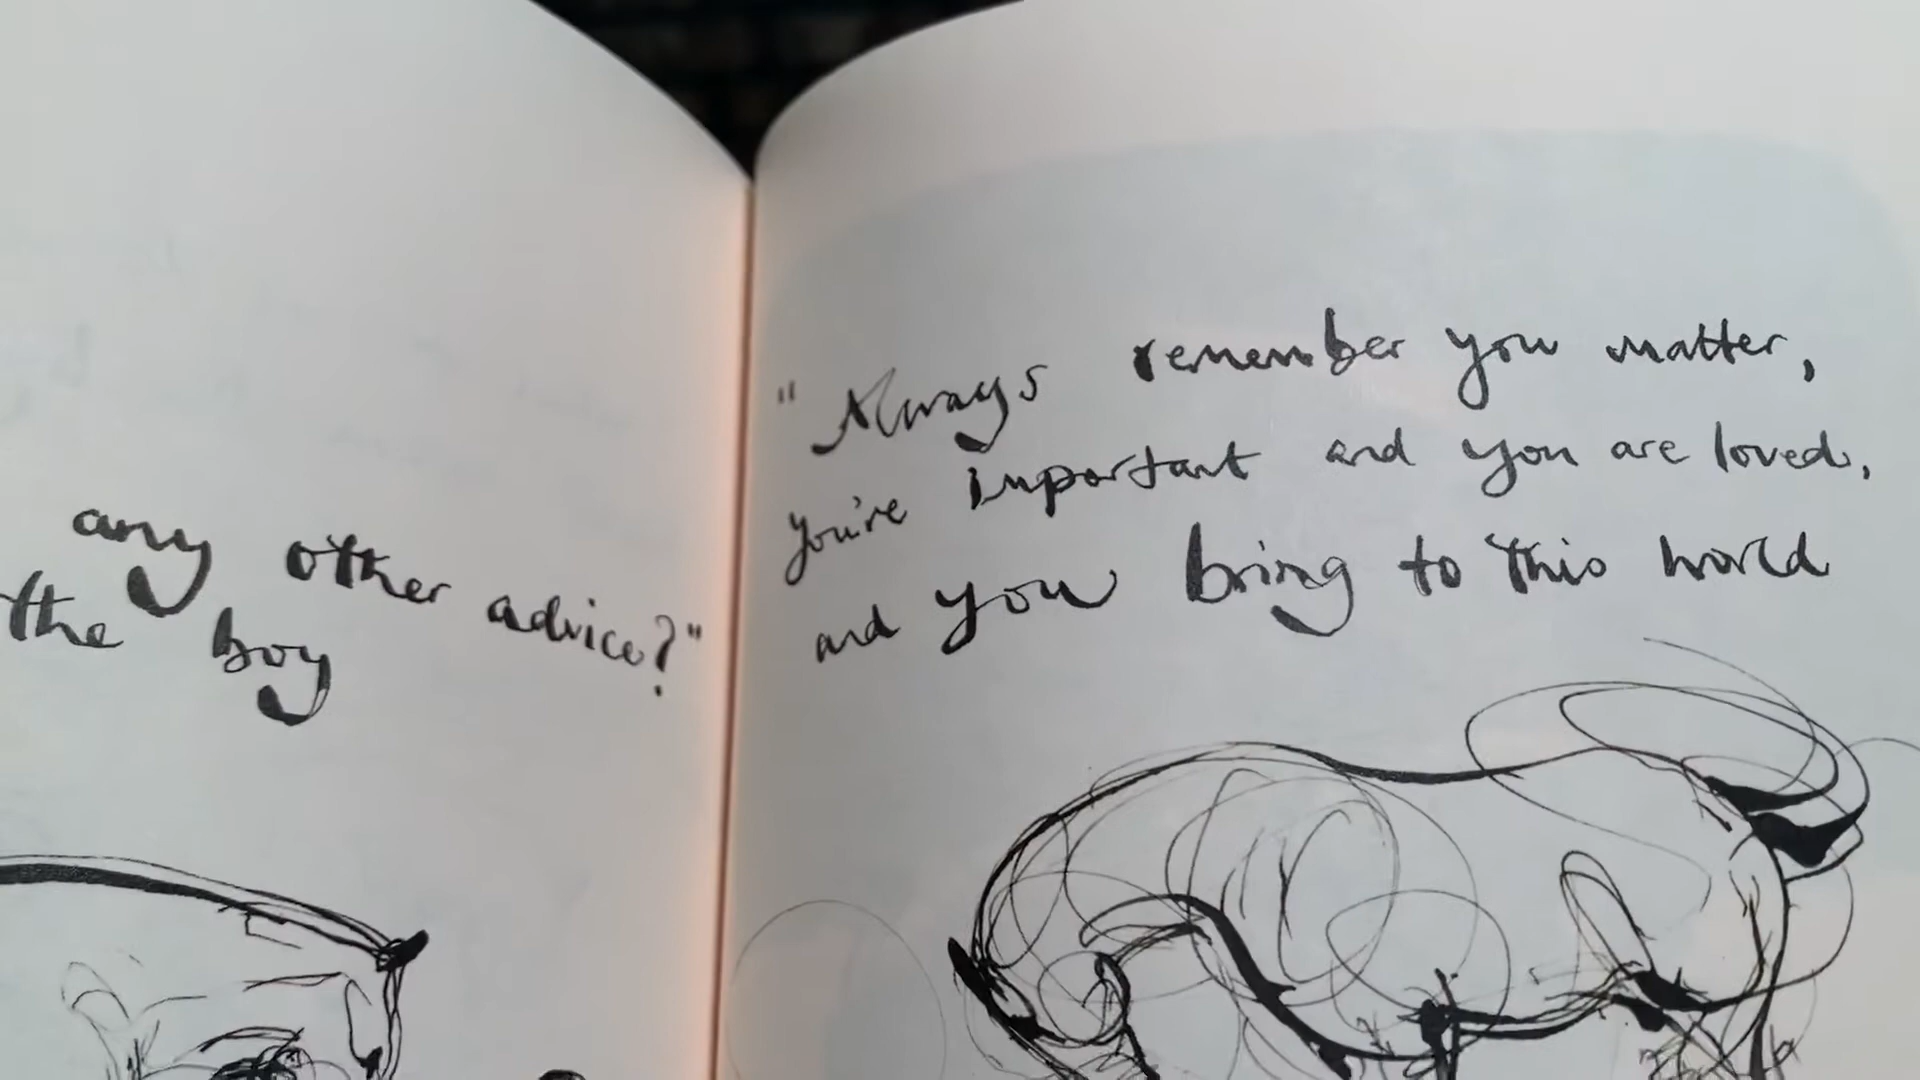 any other advice?"
the boy
"Always remember you matter,
you're important and you are loved,
and you bring to this world